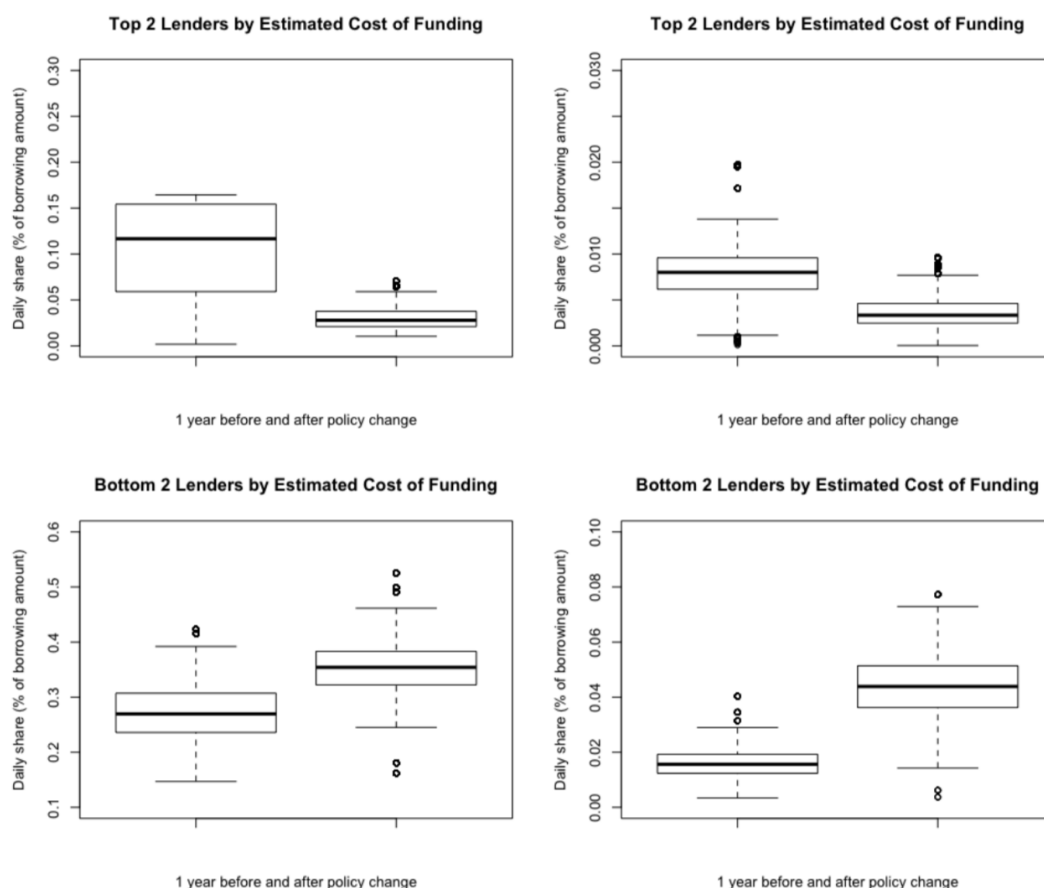 Top 2 Lenders by Estimated Cost of Funding
Daily share (% of borrowing amount)
0.30
0.25
0.20
0.15
0.10
0.05
0.00
1 year before and after policy change
Top 2 Lenders by Estimated Cost of Funding
Daily share (% of borrowing amount)
0.030
0.020
0.010
0.000
1 year before and after policy change
Bottom 2 Lenders by Estimated Cost of Funding
Daily share (% of borrowing amount)
0.6
0.5
0.4
0.3
0.2
0.1
1 year before and after policy change
Bottom 2 Lenders by Estimated Cost of Funding
Daily share (% of borrowing amount)
0.10
0.08
0.06
0.04
0.02
0.00
1 year before and after policy change